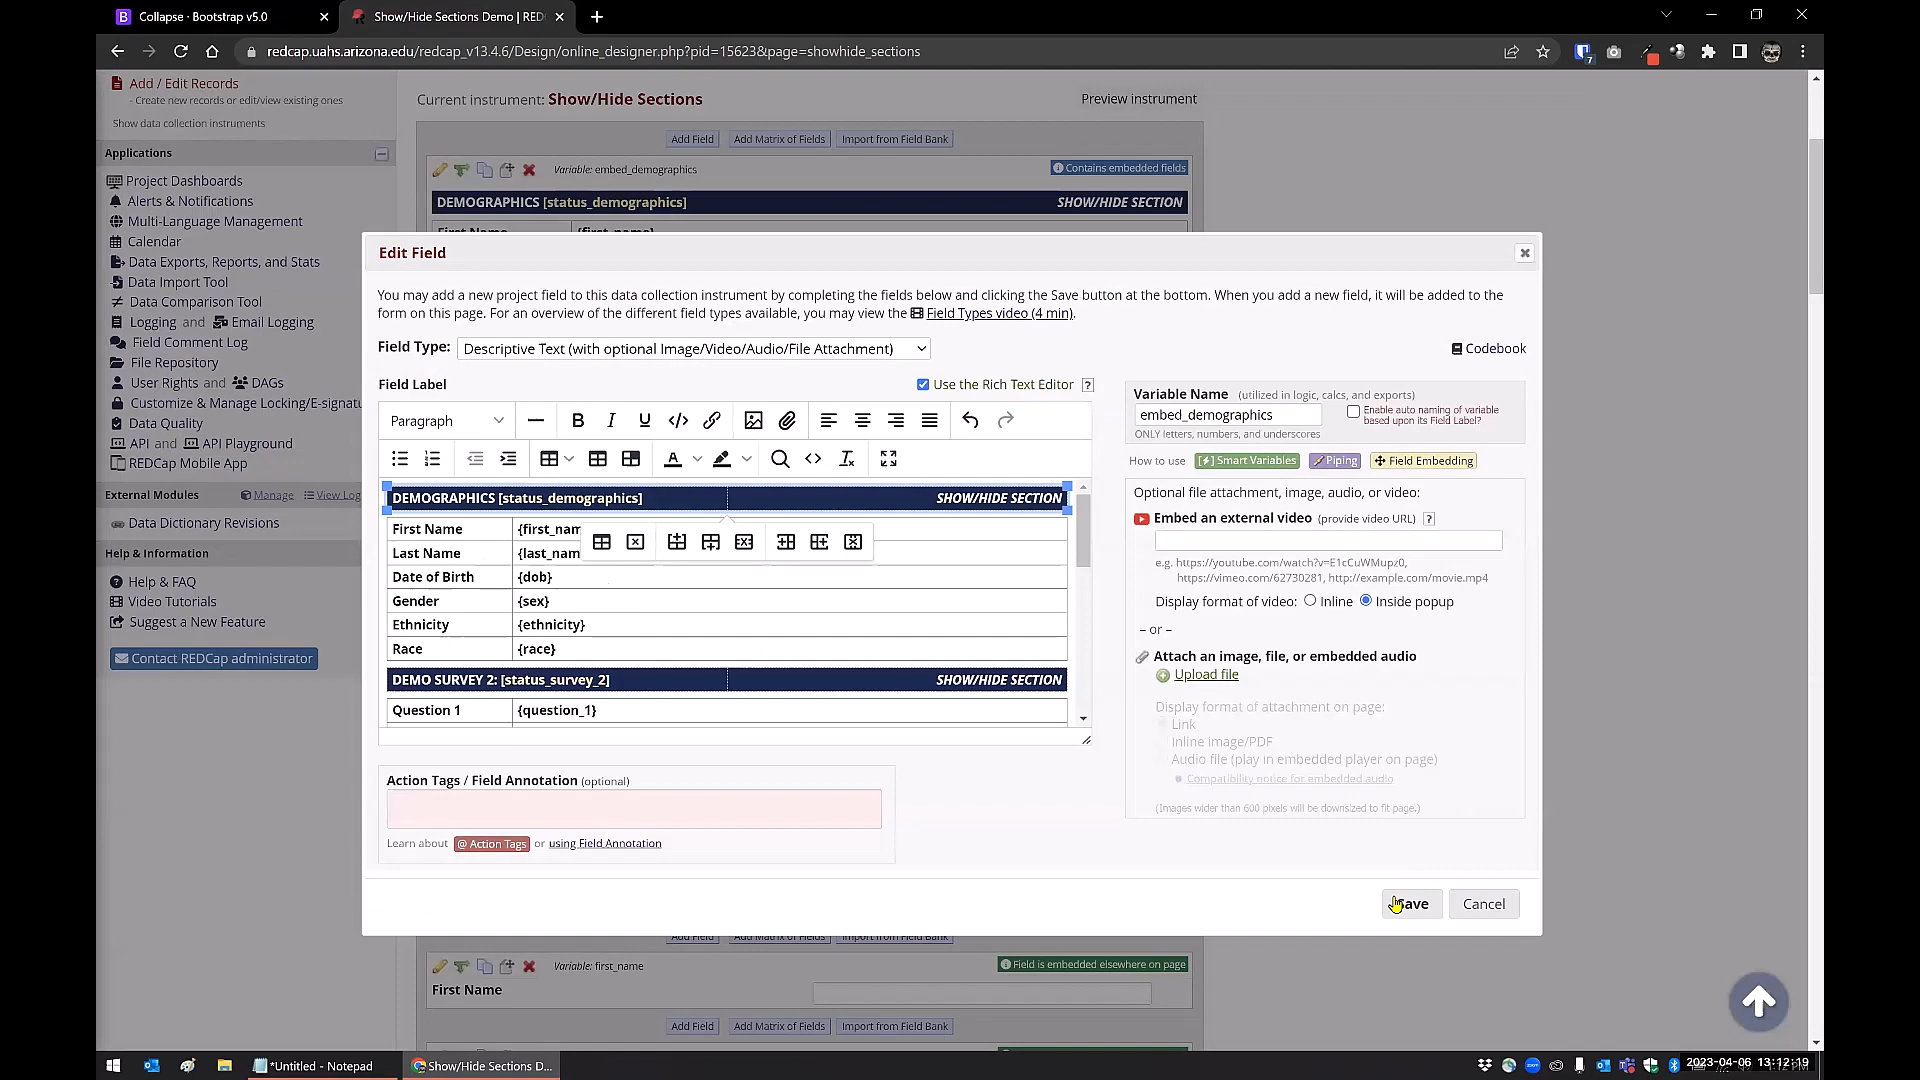 Collapse · Bootstrap v5.0
Show/Hide Sections Demo | RED
redcap.uahs.arizona.edu/redcap_v13.4.6/Design/online_designer.php?pid=15623&page=showhide_sections
7
Add / Edit Records
- Create new records or edit/view existing ones
Show data collection instruments
Applications
Project Dashboards
Alerts & Notifications
Multi-Language Management
Calendar
Data Exports, Reports, and Stats
Data Import Tool
Data Comparison Tool
Logging and Email Logging
Field Comment Log
File Repository
User Rights and DAGs
Customize & Manage Locking/E-signatu
Data Quality
API and API Playground
REDCap Mobile App
External Modules Manage View Log
Data Dictionary Revisions
Help & Information
Help & FAQ
Video Tutorials
Suggest a New Feature
Contact REDCap administrator
Current instrument: Show/Hide Sections
Preview instrument
Add Field Add Matrix of Fields Import from Field Bank
Variable: embed_demographics
Contains embedded fields
DEMOGRAPHICS [status_demographics] SHOW/HIDE SECTION
First Name {first_name}
Edit Field
You may add a new project field to this data collection instrument by completing the fields below and clicking the Save button at the bottom. When you add a new field, it will be added to the
form on this page. For an overview of the different field types available, you may view the Field Types video (4 min).
Field Type: Descriptive Text (with optional Image/Video/Audio/File Attachment)
Codebook
Field Label
Use the Rich Text Editor ?
Paragraph
B I U
A
DEMOGRAPHICS [status_demographics] SHOW/HIDE SECTION
First Name {first_nam
Last Name {last_nam
Date of Birth {dob}
Gender {sex}
Ethnicity {ethnicity}
Race {race}
DEMO SURVEY 2: [status_survey_2] SHOW/HIDE SECTION
Question 1 {question_1}
Action Tags / Field Annotation (optional)
Learn about @ Action Tags or using Field Annotation
Variable Name (utilized in logic, calcs, and exports)
embed_demographics
Enable auto naming of variable
based upon its Field Label?
ONLY letters, numbers, and underscores
How to use Smart Variables Piping Field Embedding
Optional file attachment, image, audio, or video:
Embed an external video (provide video URL) ?
e.g. https://youtube.com/watch?v=E1cCuWMupz0,
https://vimeo.com/62730281, http://example.com/movie.mp4
Display format of video: Inline Inside popup
– or –
Attach an image, file, or embedded audio
Upload file
Display format of attachment on page:
Link
Inline image/PDF
Audio file (play in embedded player on page)
Compatibility notice for embedded audio
(Images wider than 600 pixels will be downsized to fit page.)
Save
Cancel
Add Field Add Matrix of Fields Import from Field Bank
Variable: first_name
Field is embedded elsewhere on page
First Name
Add Field Add Matrix of Fields Import from Field Bank
*Untitled - Notepad
Show/Hide Sections D...
2023-04-06 13:12:19